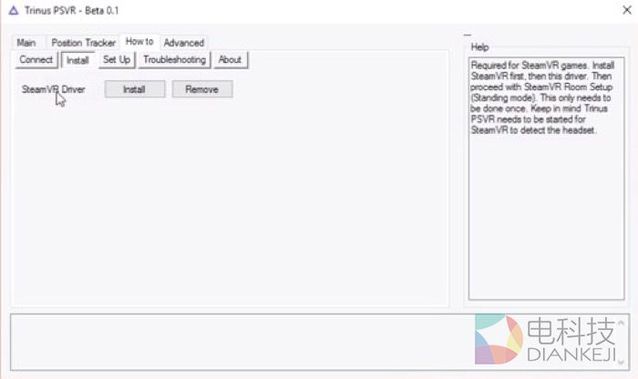 Trinus PSVR - Beta 0.1
Main Position Tracker How to Advanced
Connect Install Set Up Troubleshooting About
SteamVR Driver Install Remove
Help
Required for SteamVR games. Install
SteamVR first, then this driver. Then
proceed with SteamVR Room Setup
(Standing mode). This only needs to
be done once. Keep in mind Trinus
PSVR needs to be started for
SteamVR to detect the headset.
电科技
DIANKEJI